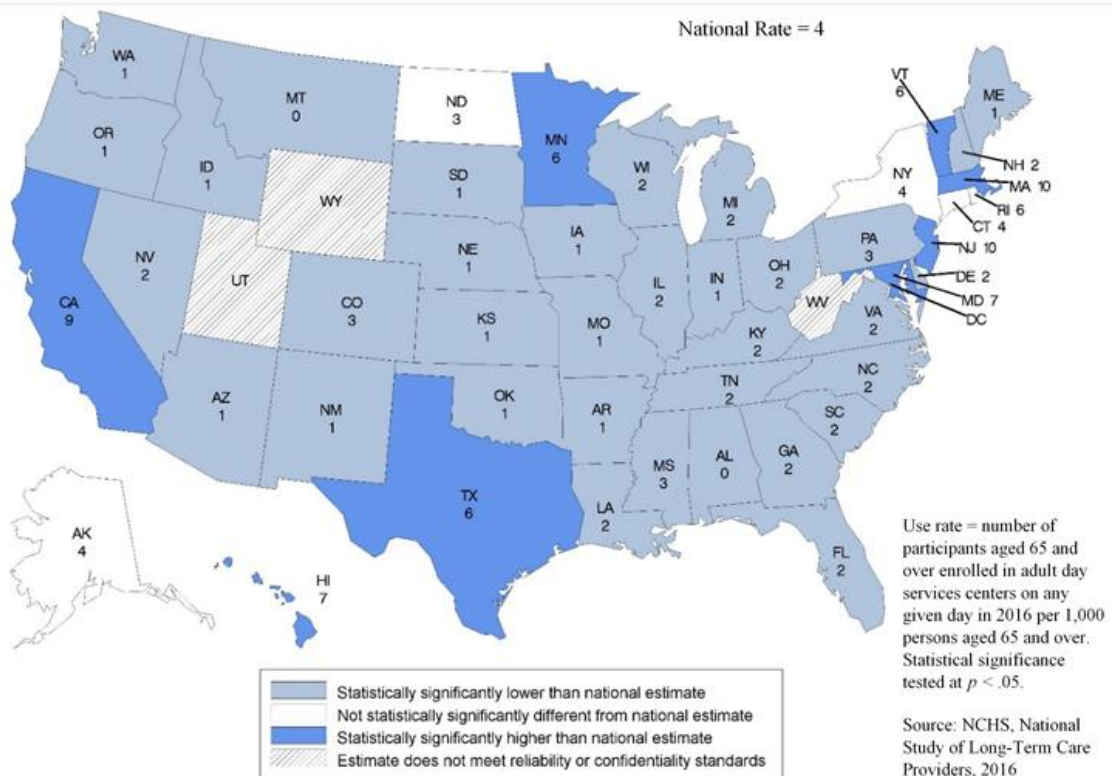 National Rate = 4
WA
1
MT
0
ND
3
MN
6
VT
6
ME
1
OR
1
ID
1
WY
SD
1
WI
2
MI
2
NY
4
NH 2
MA 10
RI 6
CT 4
NJ 10
DE 2
MD 7
DC
CA
9
NV
2
UT
CO
3
NE
1
IA
1
IL
2
IN
1
OH
2
PA
3
WV
VA
2
KS
1
MO
1
KY
2
AZ
1
NM
1
OK
1
AR
1
TN
2
NC
2
SC
2
MS
3
AL
0
GA
2
TX
6
LA
2
FL
2
AK
4
HI
7
Use rate = number of
participants aged 65 and
over enrolled in adult day
services centers on any
given day in 2016 per 1,000
persons aged 65 and over.
Statistical significance
tested at p < .05.
Source: NCHS, National
Study of Long-Term Care
Providers, 2016
Statistically significantly lower than national estimate
Not statistically significantly different from national estimate
Statistically significantly higher than national estimate
Estimate does not meet reliability or confidentiality standards